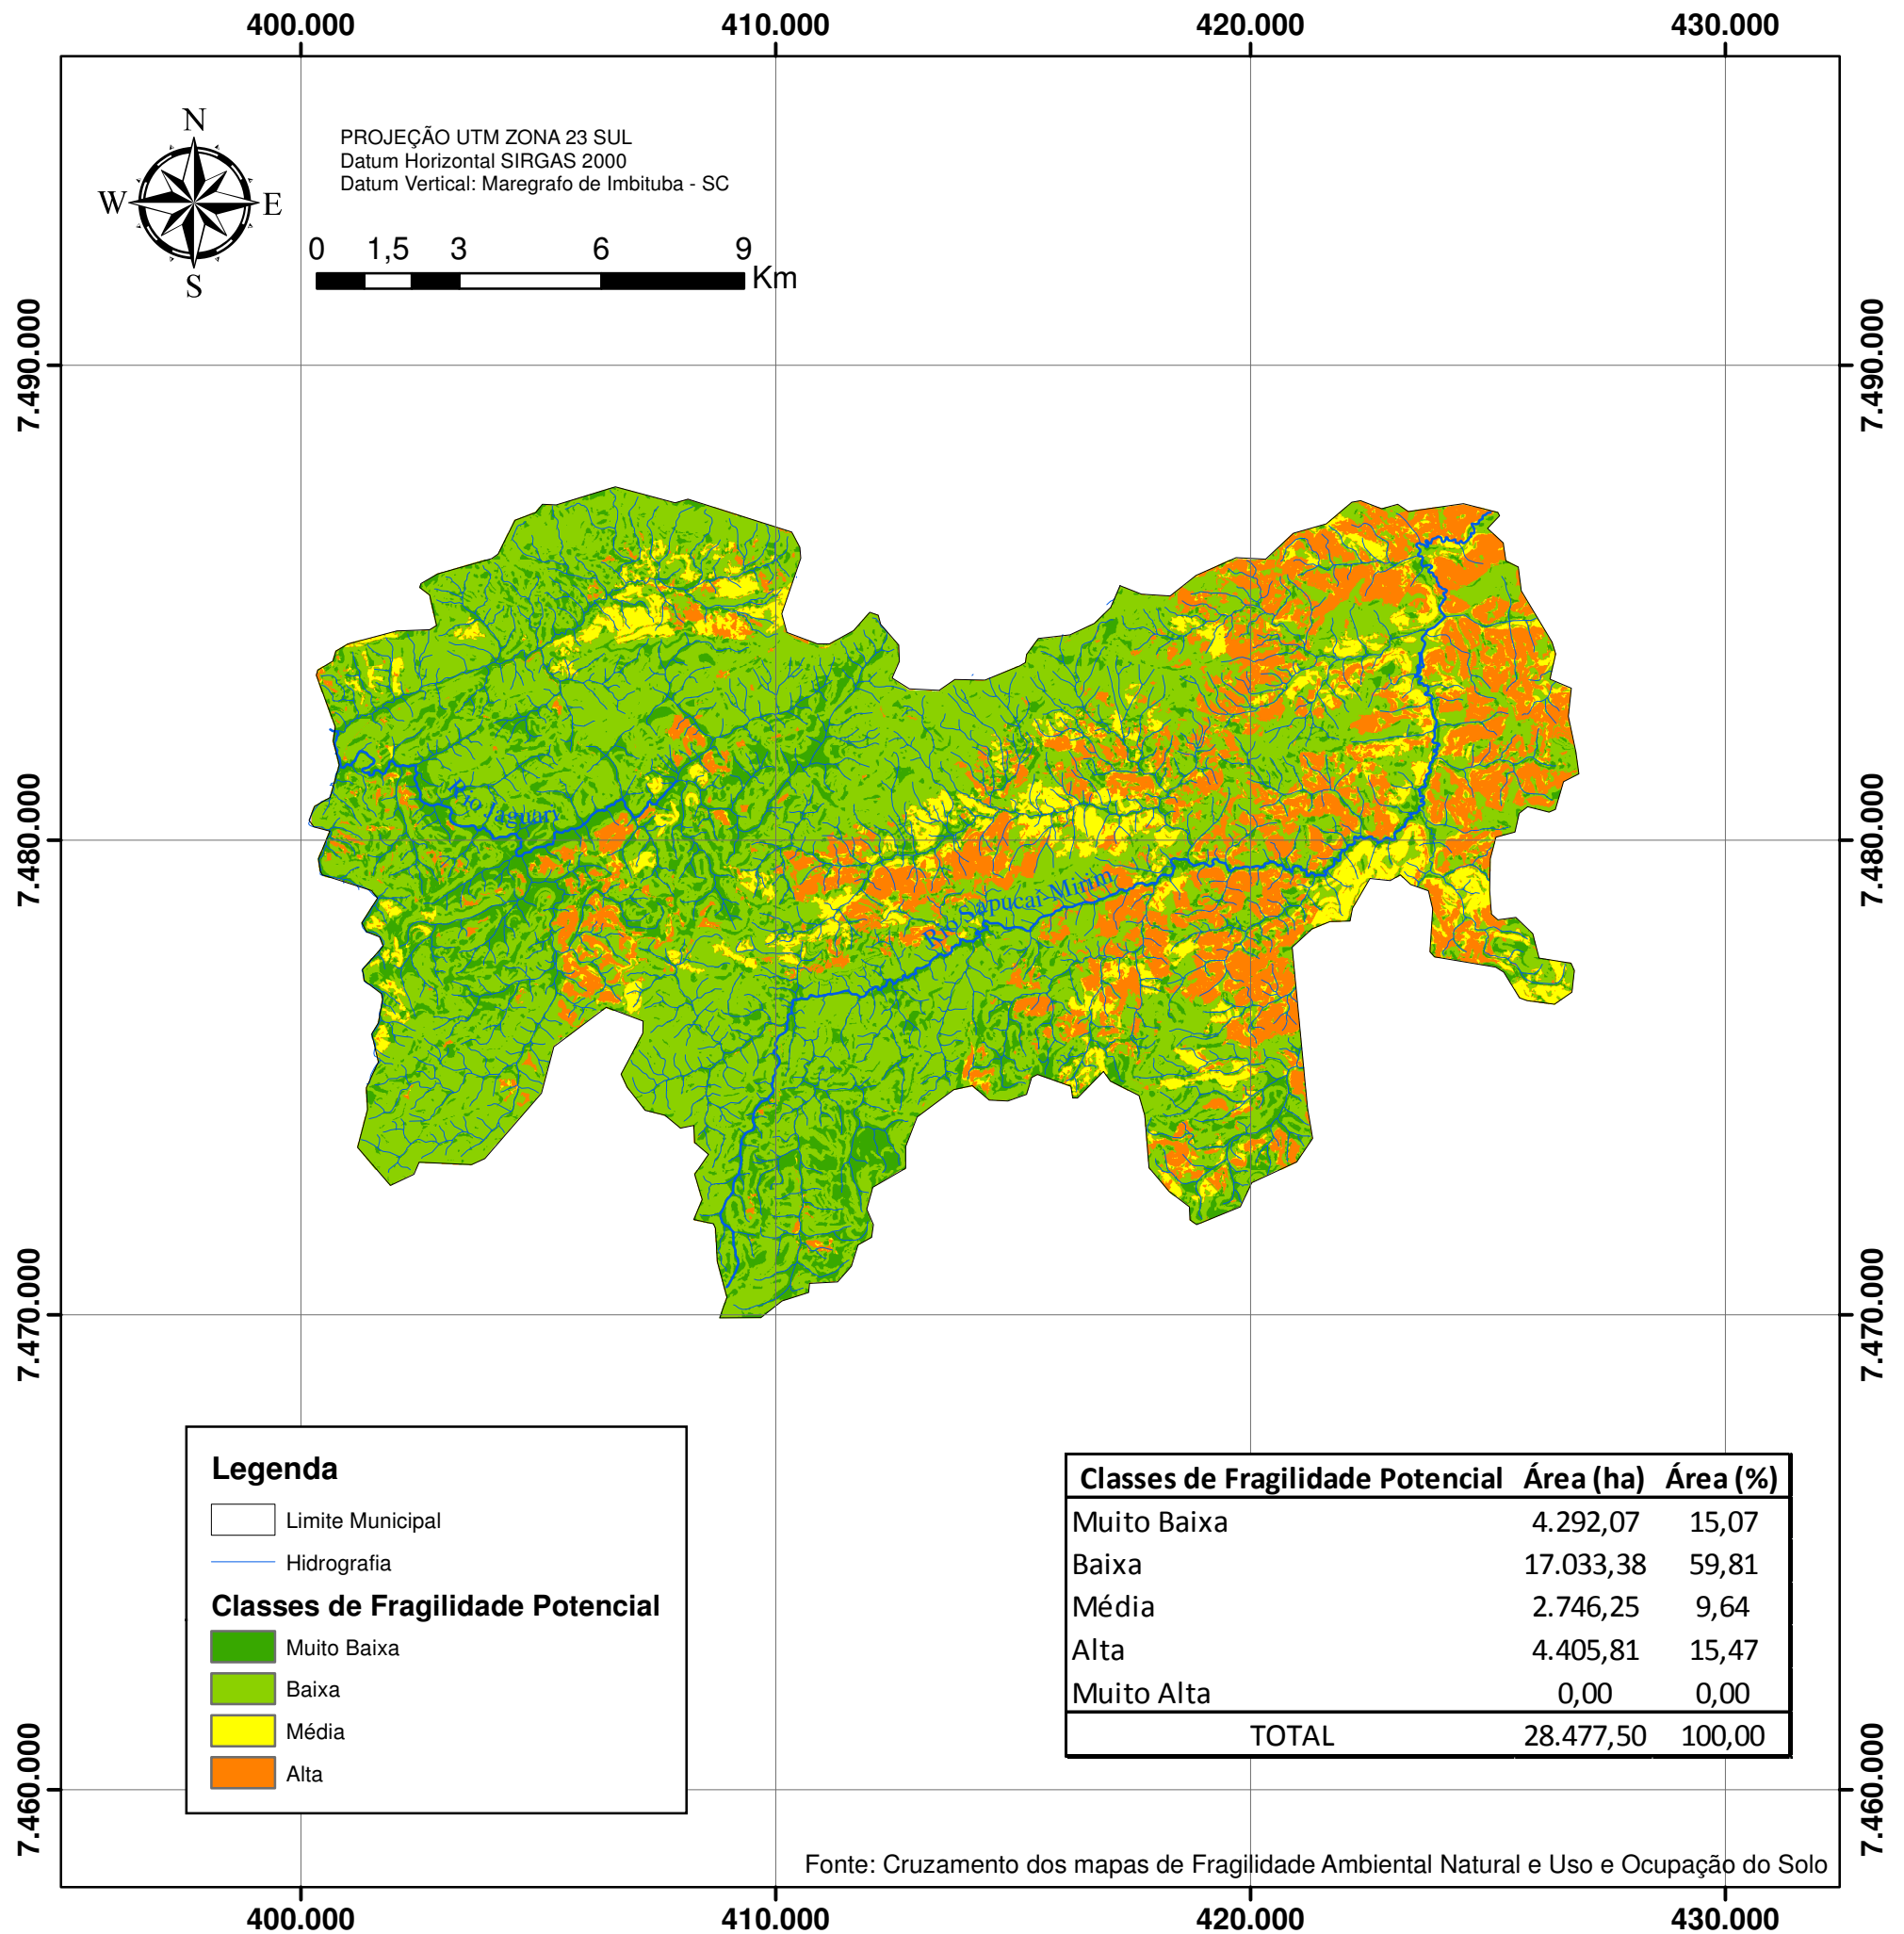 400.000 410.000 420.000 430.000
N
W E
S
PROJEÇÃO UTM ZONA 23 SUL
Datum Horizontal SIRGAS 2000
Datum Vertical: Maregrafo de Imbituba - SC
0 1,5 3 6 9
Km
7.490.000 7.490.000
Rio Jaguari
7.480.000 7.480.000
Rio Sapucaí-Mirim
7.470.000 7.470.000
Legenda
Limite Municipal
Hidrografia
Classes de Fragilidade Potencial
Muito Baixa
Baixa
Média
Alta
Classes de Fragilidade Potencial Área (ha) Área (%)
Muito Baixa 4.292,07 15,07
Baixa 17.033,38 59,81
Média 2.746,25 9,64
Alta 4.405,81 15,47
Muito Alta 0,00 0,00
TOTAL 28.477,50 100,00
7.460.000 7.460.000
Fonte: Cruzamento dos mapas de Fragilidade Ambiental Natural e Uso e Ocupação do Solo
400.000 410.000 420.000 430.000